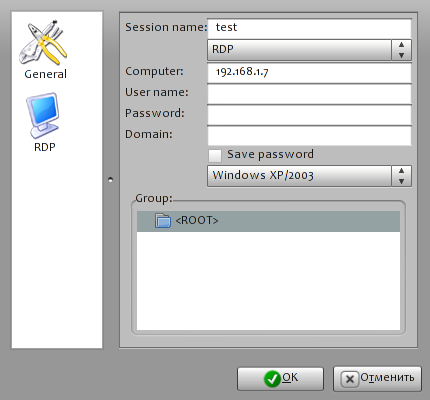 General
RDP
Session name: test
RDP
Computer: 192.168.1.7
User name:
Password:
Domain:
Save password
Windows XP/2003
Group:
<ROOT>
OK
Отменить